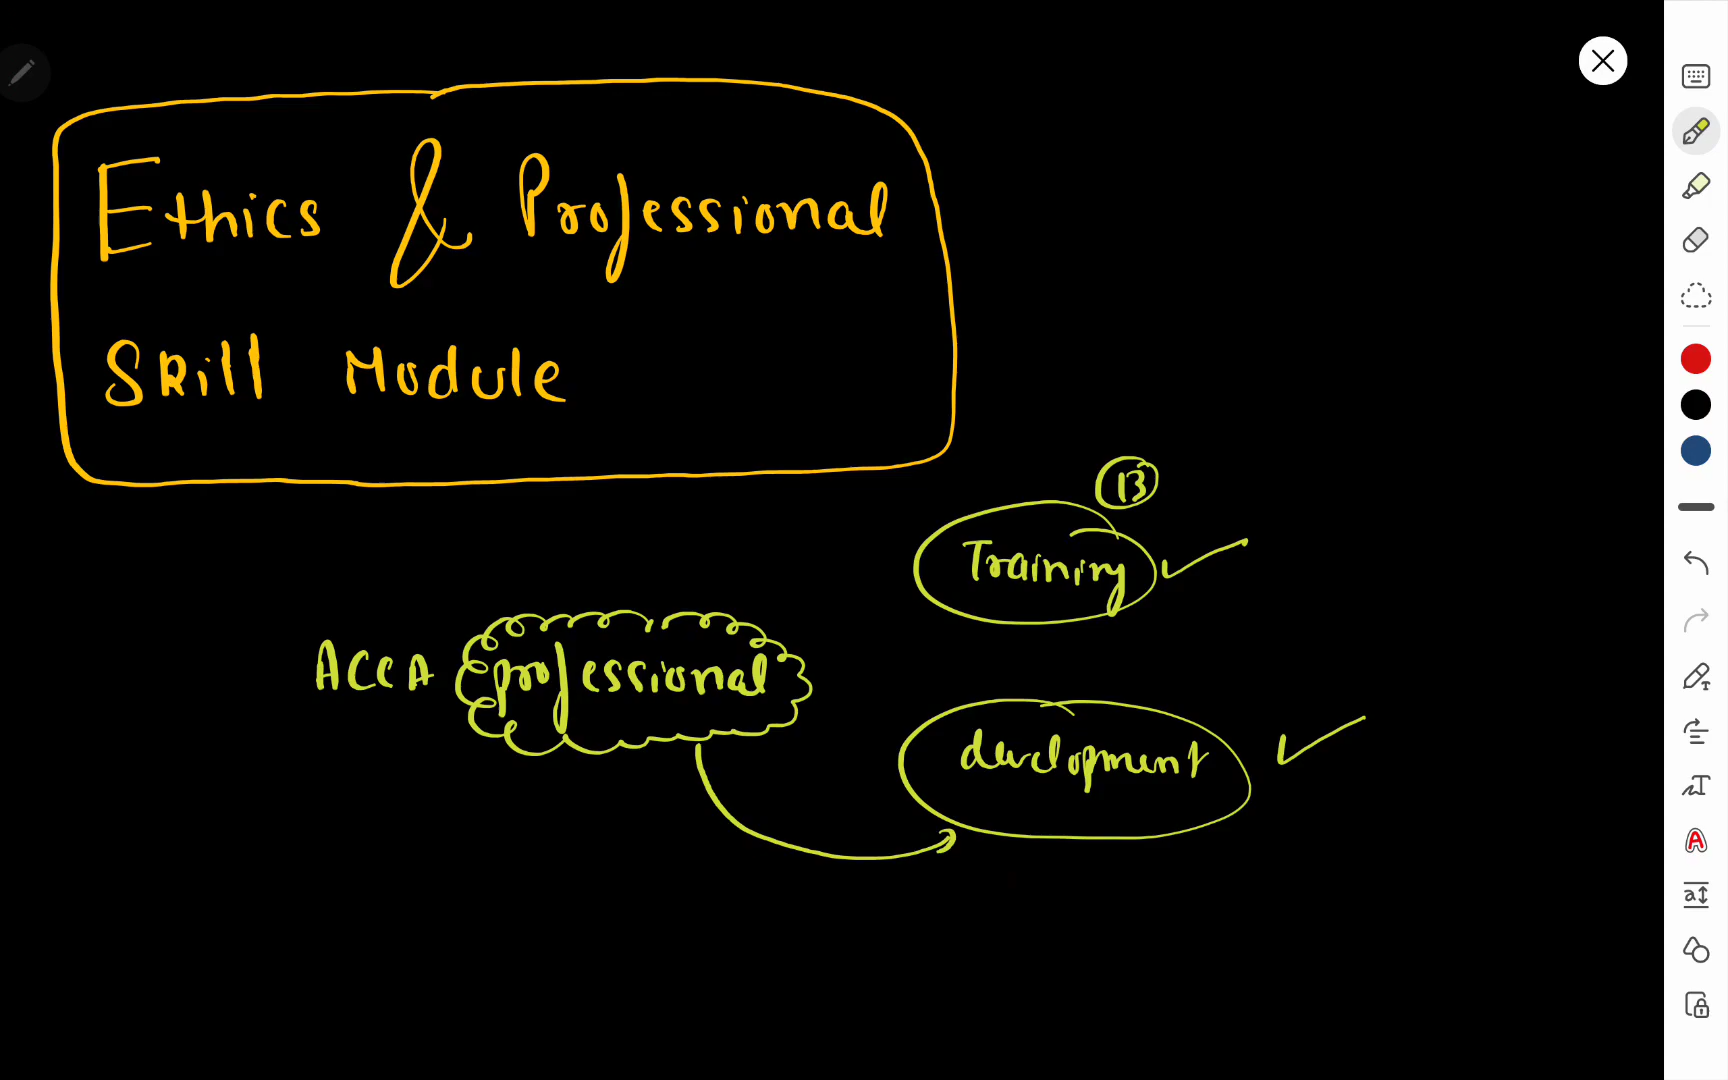 Ethics & Professional
Skill Module
13
Training
ACCA professional
development